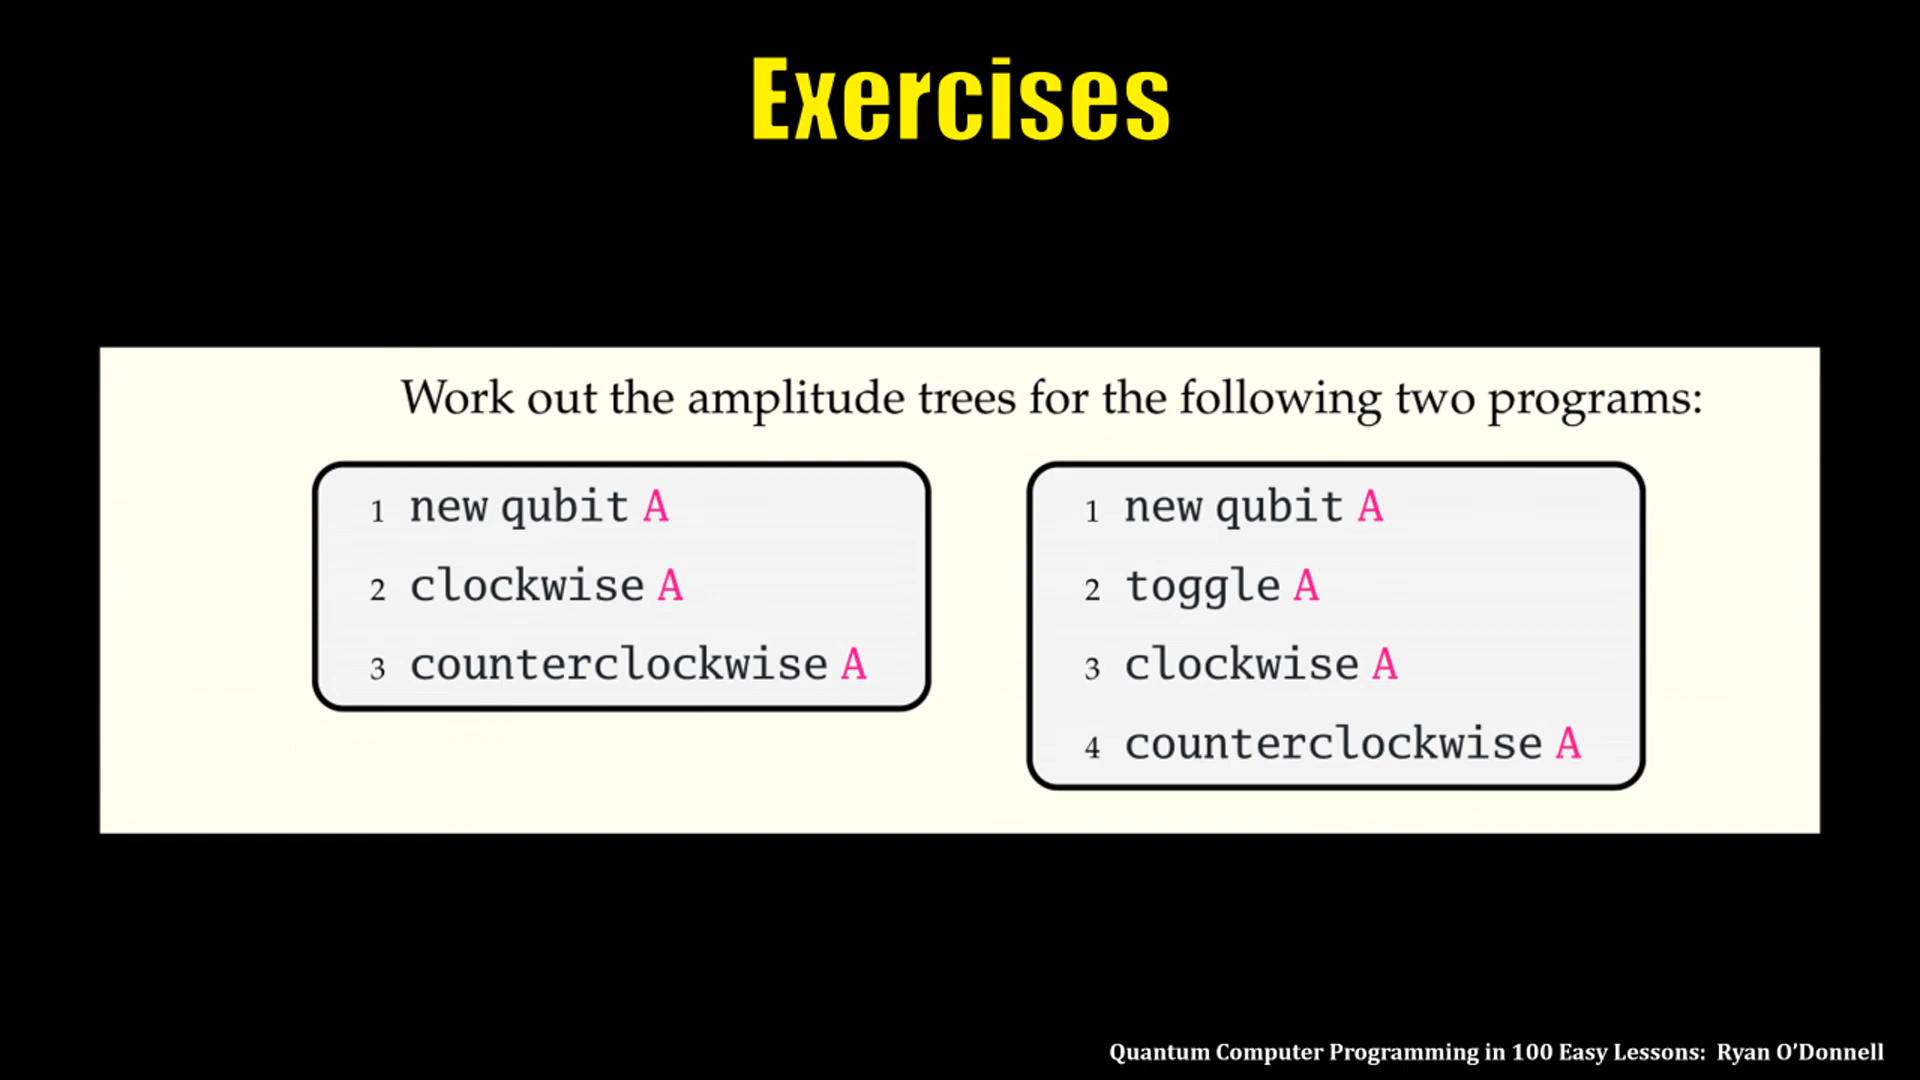 Exercises
Work out the amplitude trees for the following two programs:
1 new qubit A
2 clockwise A
3 counterclockwise A
1 new qubit A
2 toggle A
3 clockwise A
4 counterclockwise A
Quantum Computer Programming in 100 Easy Lessons: Ryan O’Donnell